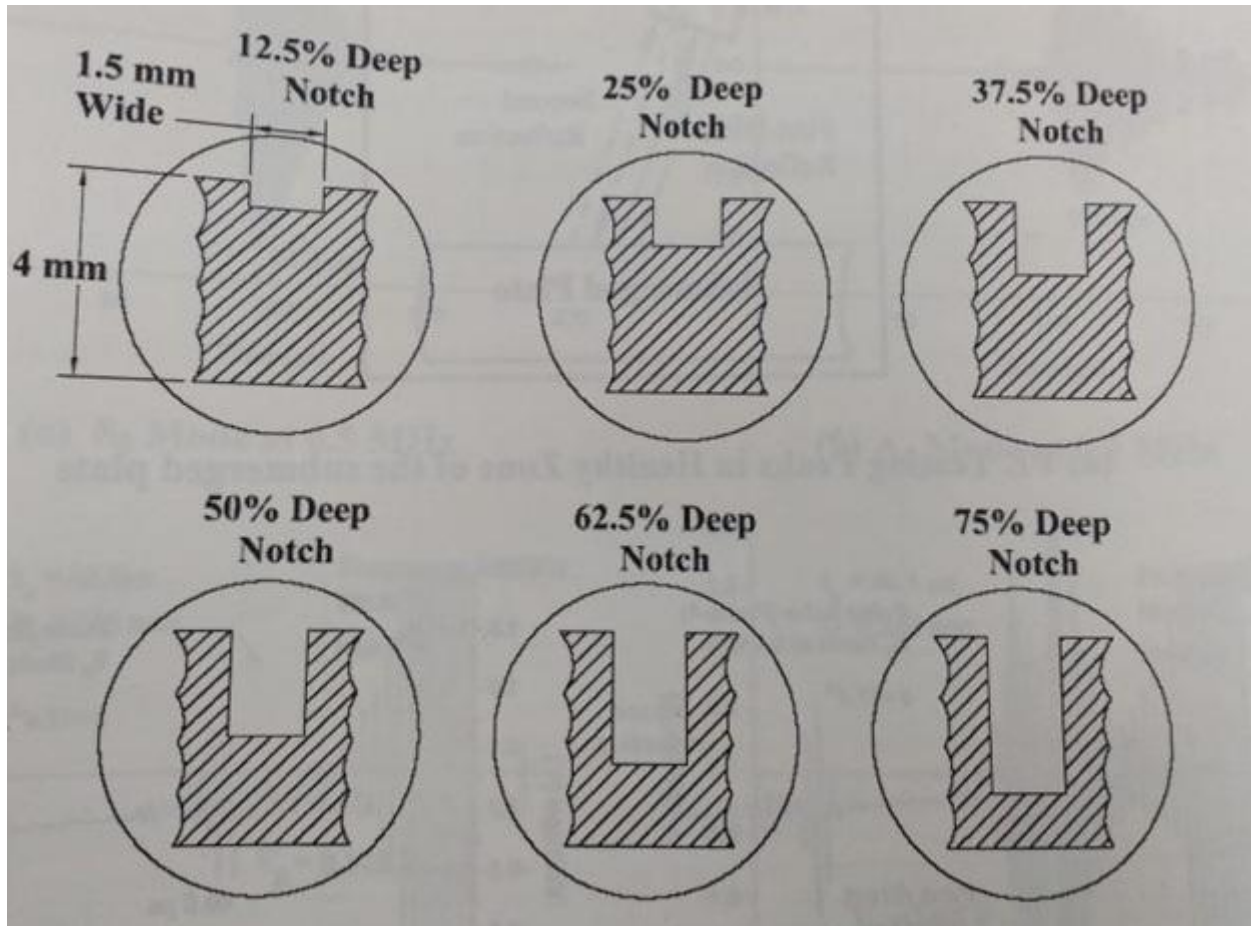 12.5% Deep
Notch
1.5 mm
Wide
4 mm
25% Deep
Notch
37.5% Deep
Notch
50% Deep
Notch
62.5% Deep
Notch
75% Deep
Notch